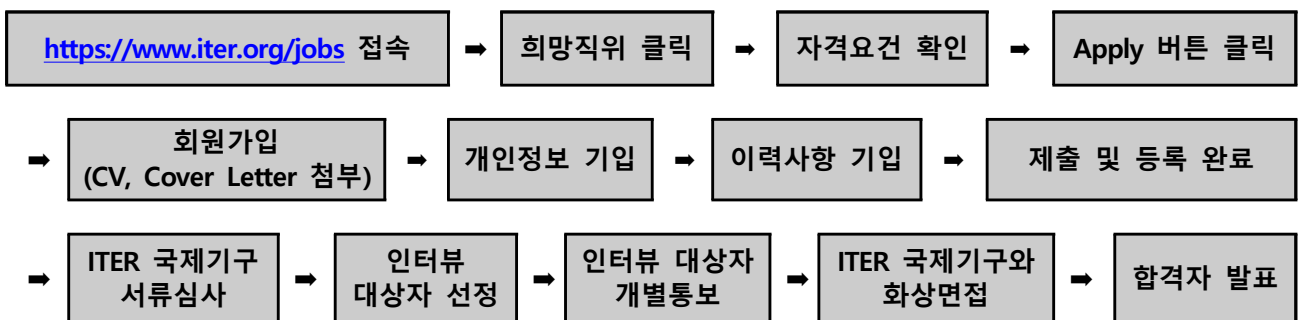 https://www.iter.org/jobs 접속 ➡ 희망직위 클릭 ➡ 자격요건 확인 ➡ Apply 버튼 클릭
➡ 회원가입
(CV, Cover Letter 첨부) ➡ 개인정보 기입 ➡ 이력사항 기입 ➡ 제출 및 등록 완료
➡ ITER 국제기구
서류심사 ➡ 인터뷰
대상자 선정 ➡ 인터뷰 대상자
개별통보 ➡ ITER 국제기구와
화상면접 ➡ 합격자 발표